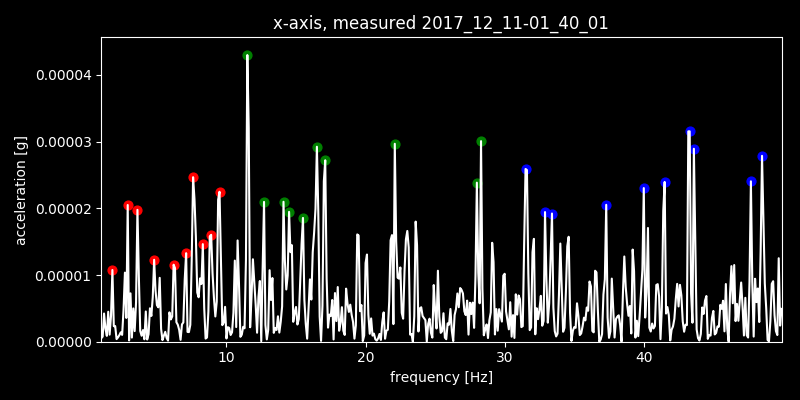 x-axis, measured 2017_12_11-01_40_01
acceleration [g]
0.00004
0.00003
0.00002
0.00001
0.00000
10 20 30 40
frequency [Hz]